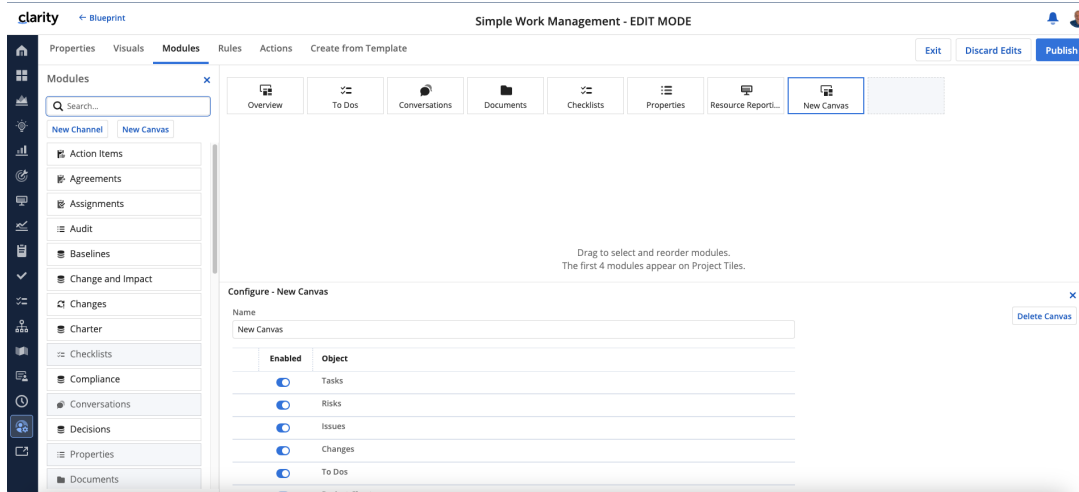 clarity
← Blueprint
Simple Work Management - EDIT MODE
Properties Visuals Modules Rules Actions Create from Template
Exit Discard Edits Publish
Modules
Search...
New Channel New Canvas
Action Items
Agreements
Assignments
Audit
Baselines
Change and Impact
Changes
Charter
Checklists
Compliance
Conversations
Decisions
Properties
Documents
Overview To Dos Conversations Documents Checklists Properties Resource Reporti... New Canvas
Drag to select and reorder modules.
The first 4 modules appear on Project Tiles.
Configure - New Canvas
Delete Canvas
Name
New Canvas
Enabled Object
Tasks
Risks
Issues
Changes
To Dos